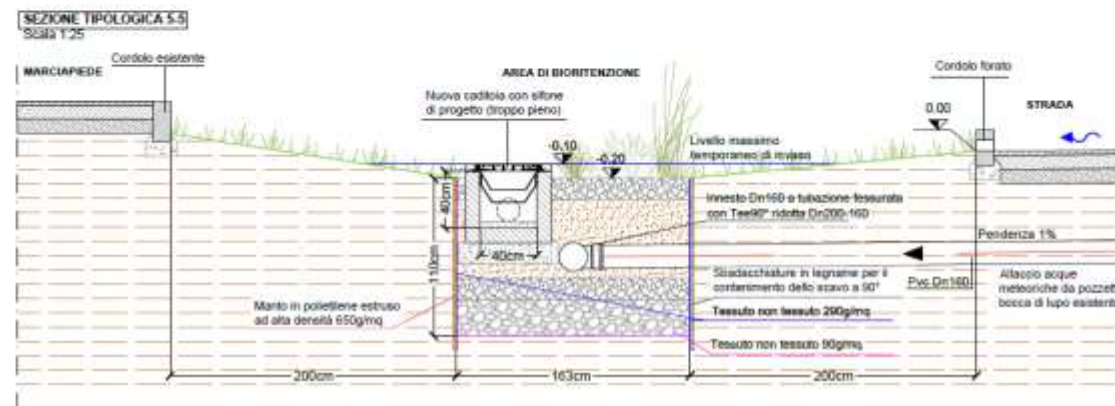 SEZIONE TIPOLOGICA 5-5
Scala 1:25
MARCIAPIEDE
Cordolo esistente
AREA DI BIORITENZIONE
Cordolo forato
STRADA
Nuova caditoia con sifone
di progetto (troppo pieno)
0.00
-0.10
-0.20
Livello massimo
temporaneo di invaso
Innesto Dn160 a tubazione fessurata
con Tee90° ridotta Dn200-160
40cm
40cm
110cm
Pendenza 1%
Sbadacchiature in legname per il
contenimento dello scavo a 90°
Pvc Dn160
Allaccio acque
meteoriche da pozzett
bocca di lupo esistent
Manto in polietilene estruso
ad alta densità 650g/mq
Tessuto non tessuto 290g/mq
Tessuto non tessuto 90g/mq
200cm
163cm
200cm